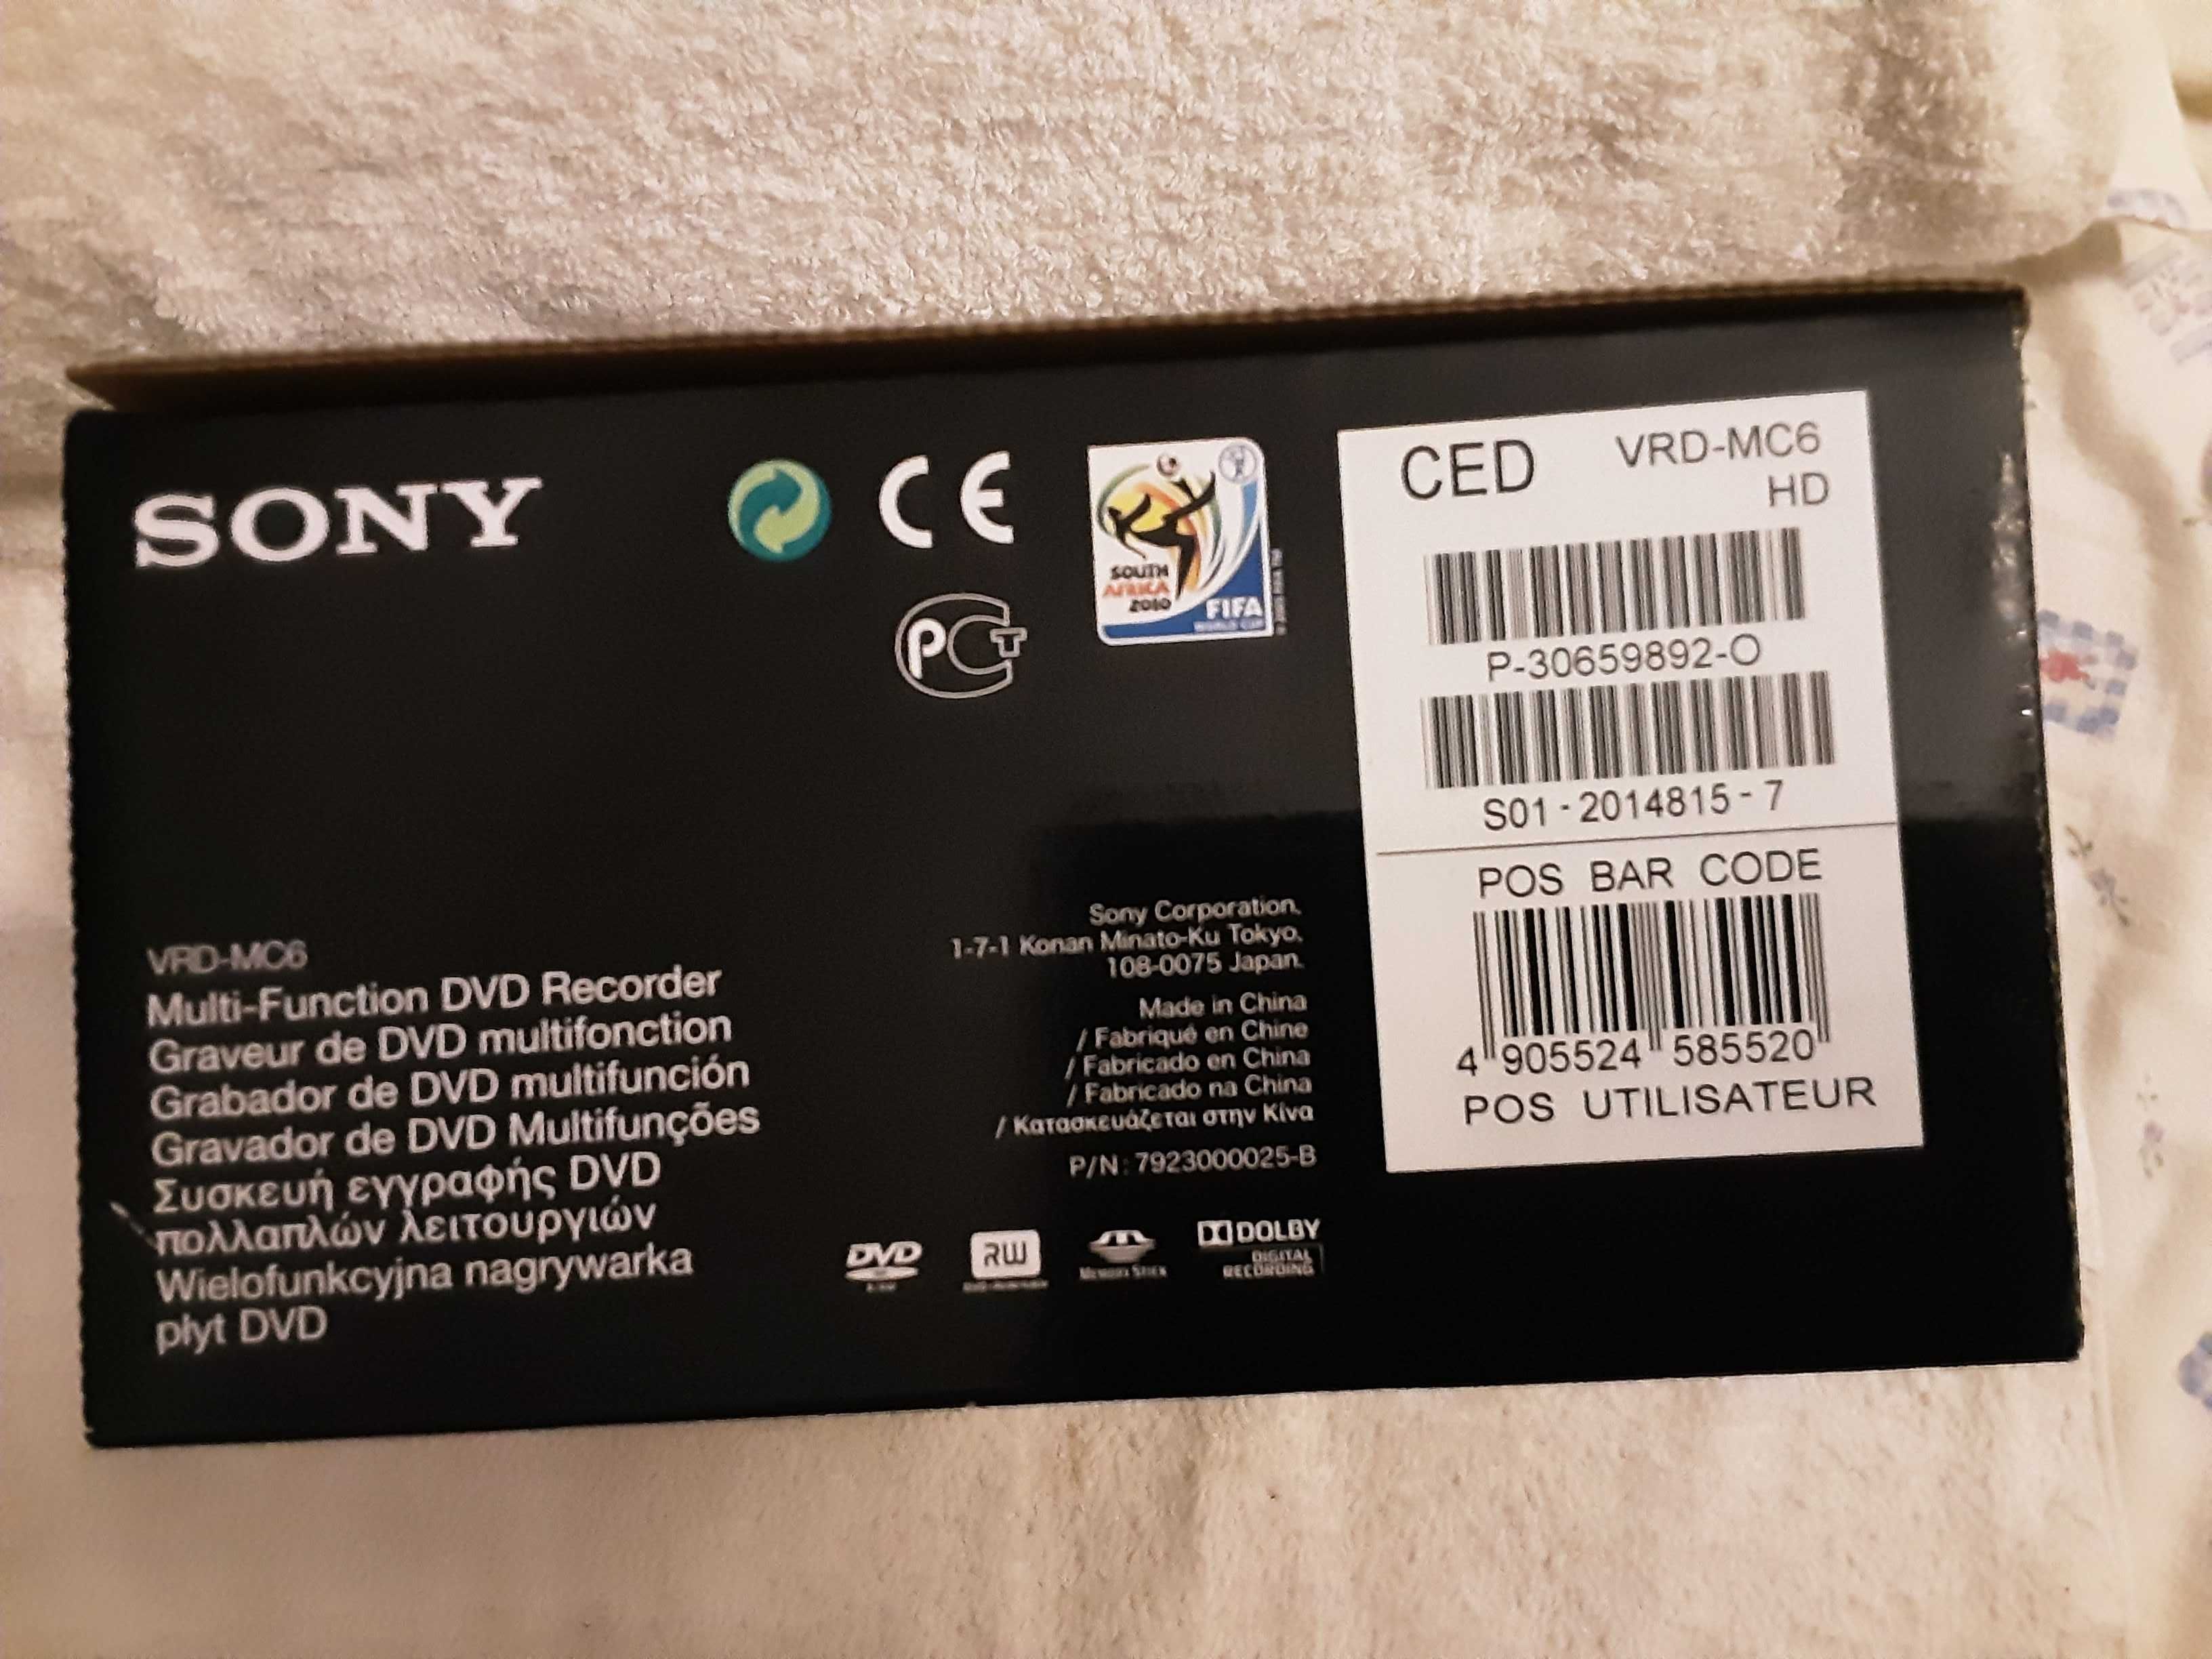 SONY
CE
PCT
SOUTH
AFRICA
2010
FIFA
WORLD CUP
CED VRD-MC6
HD
P-30659892-O
S01-2014815-7
POS BAR CODE
4 905524 585520
POS UTILISATEUR
VRD-MC6
Multi-Function DVD Recorder
Graveur de DVD multifonction
Grabador de DVD multifunción
Gravador de DVD Multifunções
Συσκευή εγγραφής DVD
πολλαπλών λειτουργιών
Wielofunkcyjna nagrywarka
płyt DVD
Sony Corporation.
1-7-1 Konan Minato-Ku Tokyo,
108-0075 Japan.
Made in China
/ Fabriqué en Chine
/ Fabricado en China
/ Fabricado na China
/ Κατασκευάζεται στην Κίνα
P/N: 7923000025-B
DVD
RW
MEMORY STICK
DOLBY
DIGITAL
RECORDING